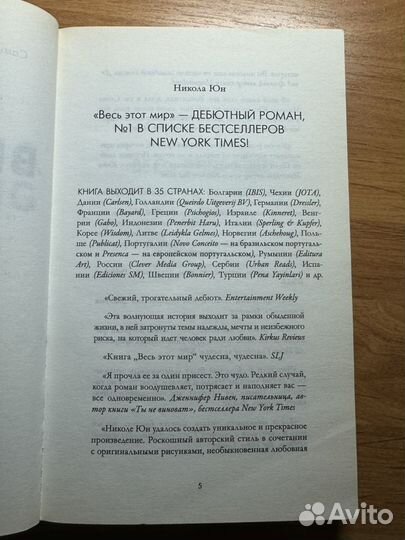 Никола Юн
«Весь этот мир» — ДЕБЮТНЫЙ РОМАН,
№1 В СПИСКЕ БЕСТСЕЛЛЕРОВ
NEW YORK TIMES!
КНИГА ВЫХОДИТ В 35 СТРАНАХ: Болгарии (IBIS), Чехии (JOTA),
Дании (Carlsen), Голландии (Queirdo Uitgeverij BV), Германии (Dressler),
Франции (Bayard), Греции (Psichogios), Израиле (Kinneret), Венг-
рии (Gabo), Индонезии (Penerbit Haru), Италии (Sperling & Kupfer),
Корее (Wisdom), Литве (Leidykla Gelmes), Норвегии (Aschehoug), Поль-
ше (Publicat), Португалии (Novo Conceito — на бразильском португаль-
ском и Presenca — на европейском португальском), Румынии (Editura
Art), России (Clever Media Group), Сербии (Urban Reads), Испа-
нии (Ediciones SM), Швеции (Bonnier), Турции (Pena Yayinlari) и др.
«Свежий, трогательный дебют». Entertainment Weekly
«Эта волнующая история выходит за рамки обыденной
жизни, в ней затронуты темы надежды, мечты и неизбежного
риска, на который идет человек ради любви». Kirkus Reviews
«Книга „Весь этот мир“ чудесна, чудесна». SLJ
«Я прочла ее за один присест. Это чудо. Редкий случай,
когда роман воодушевляет, потрясает и наполняет вас —
все одновременно». Дженнифер Нивен, писательница, ав-
тор книги «Ты не виноват», бестселлера New York Times
«Николе Юн удалось создать уникальное и прекрасное
произведение. Роскошный авторский стиль в сочетании
с оригинальными рисунками, необыкновенная любовная
5
Avito